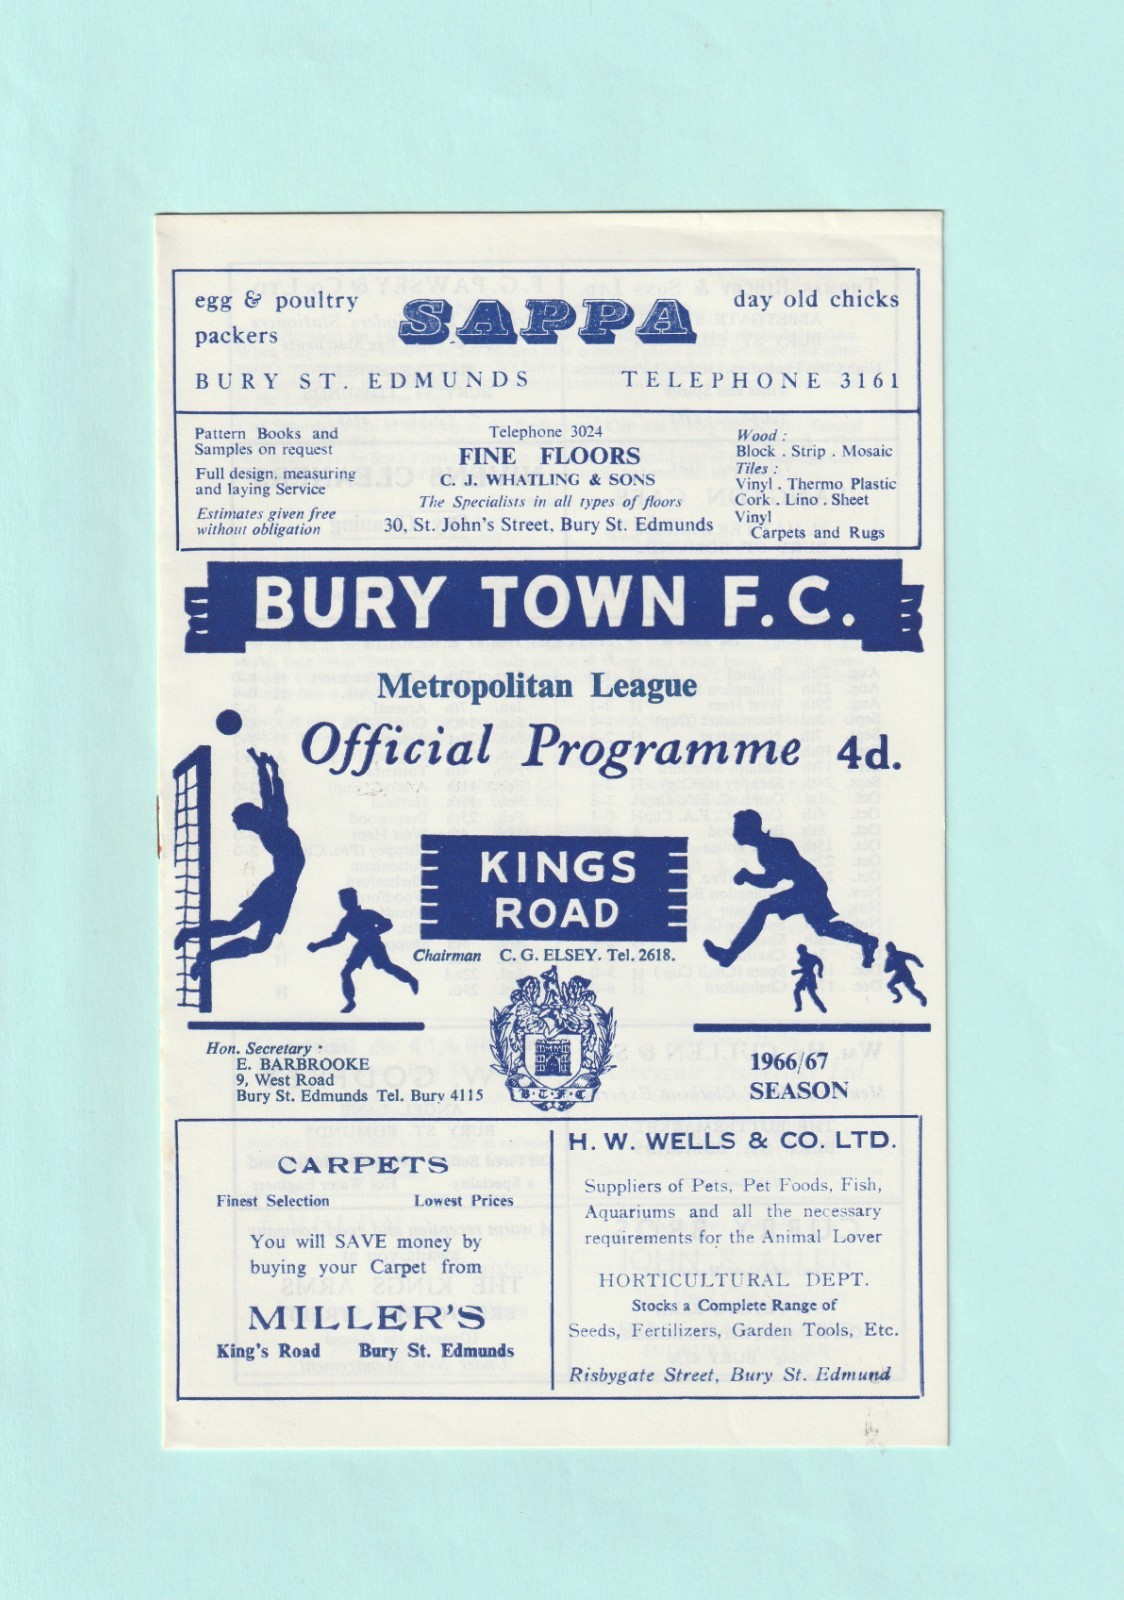 egg & poultry packers SAPPA day old chicks
BURY ST. EDMUNDS TELEPHONE 3161
Pattern Books and
Samples on request
Full design, measuring
and laying Service
Estimates given free
without obligation
Telephone 3024
FINE FLOORS
C. J. WHATLING & SONS
The Specialists in all types of floors
30, St. John's Street, Bury St. Edmunds
Wood :
Block . Strip . Mosaic
Tiles :
Vinyl . Thermo Plastic
Cork . Lino . Sheet
Vinyl
Carpets and Rugs
BURY TOWN F.C.
Metropolitan League
Official Programme 4d.
KINGS
ROAD
Chairman C. G. ELSEY. Tel. 2618.
Hon. Secretary :
E. BARBROOKE
9, West Road
Bury St. Edmunds Tel. Bury 4115
B.T.F.C
1966/67
SEASON
CARPETS
Finest Selection Lowest Prices
You will SAVE money by
buying your Carpet from
MILLER'S
King's Road Bury St. Edmunds
H. W. WELLS & CO. LTD.
Suppliers of Pets, Pet Foods, Fish,
Aquariums and all the necessary
requirements for the Animal Lover
HORTICULTURAL DEPT.
Stocks a Complete Range of
Seeds, Fertilizers, Garden Tools, Etc.
Risbygate Street, Bury St. Edmund